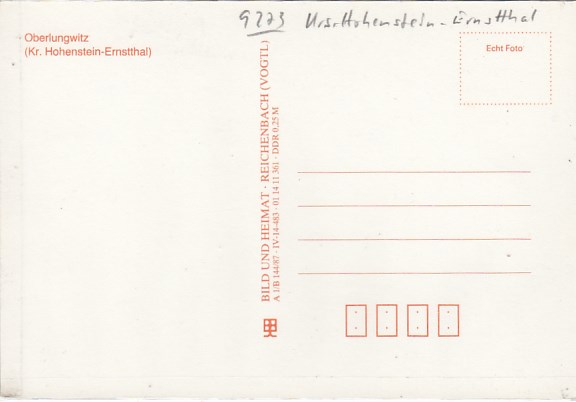 9273 Hohenstein-Ernstthal
Oberlungwitz
(Kr. Hohenstein-Ernstthal)
Echt Foto
BILD UND HEIMAT · REICHENBACH (VOGTL)
A 1/B 144/87 · IV-14-483 · 01 14 11 361 · DDR 0,25 M